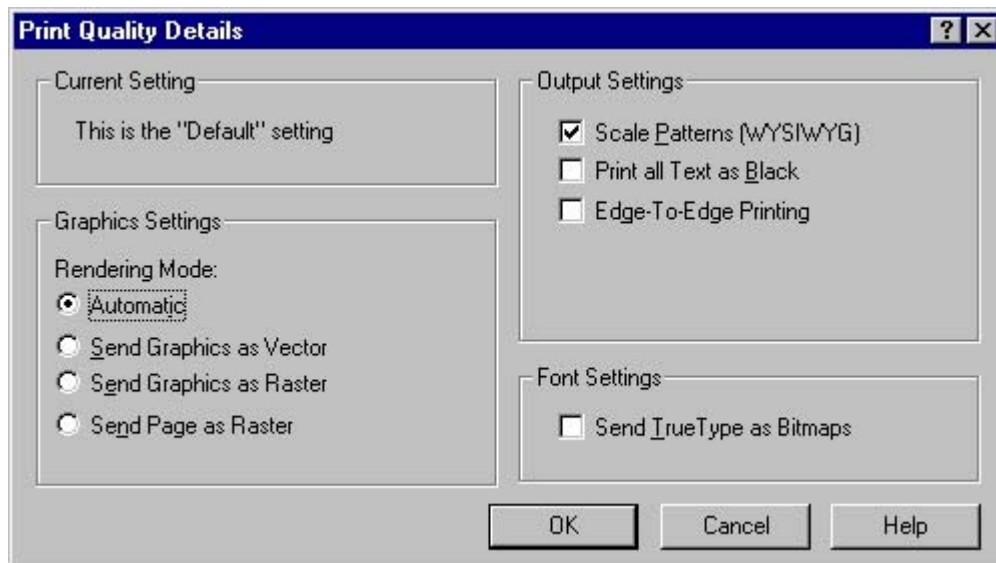 Print Quality Details
Current Setting
This is the "Default" setting
Graphics Settings
Rendering Mode:
Automatic
Send Graphics as Vector
Send Graphics as Raster
Send Page as Raster
Output Settings
Scale Patterns (WYSIWYG)
Print all Text as Black
Edge-To-Edge Printing
Font Settings
Send TrueType as Bitmaps
OK
Cancel
Help